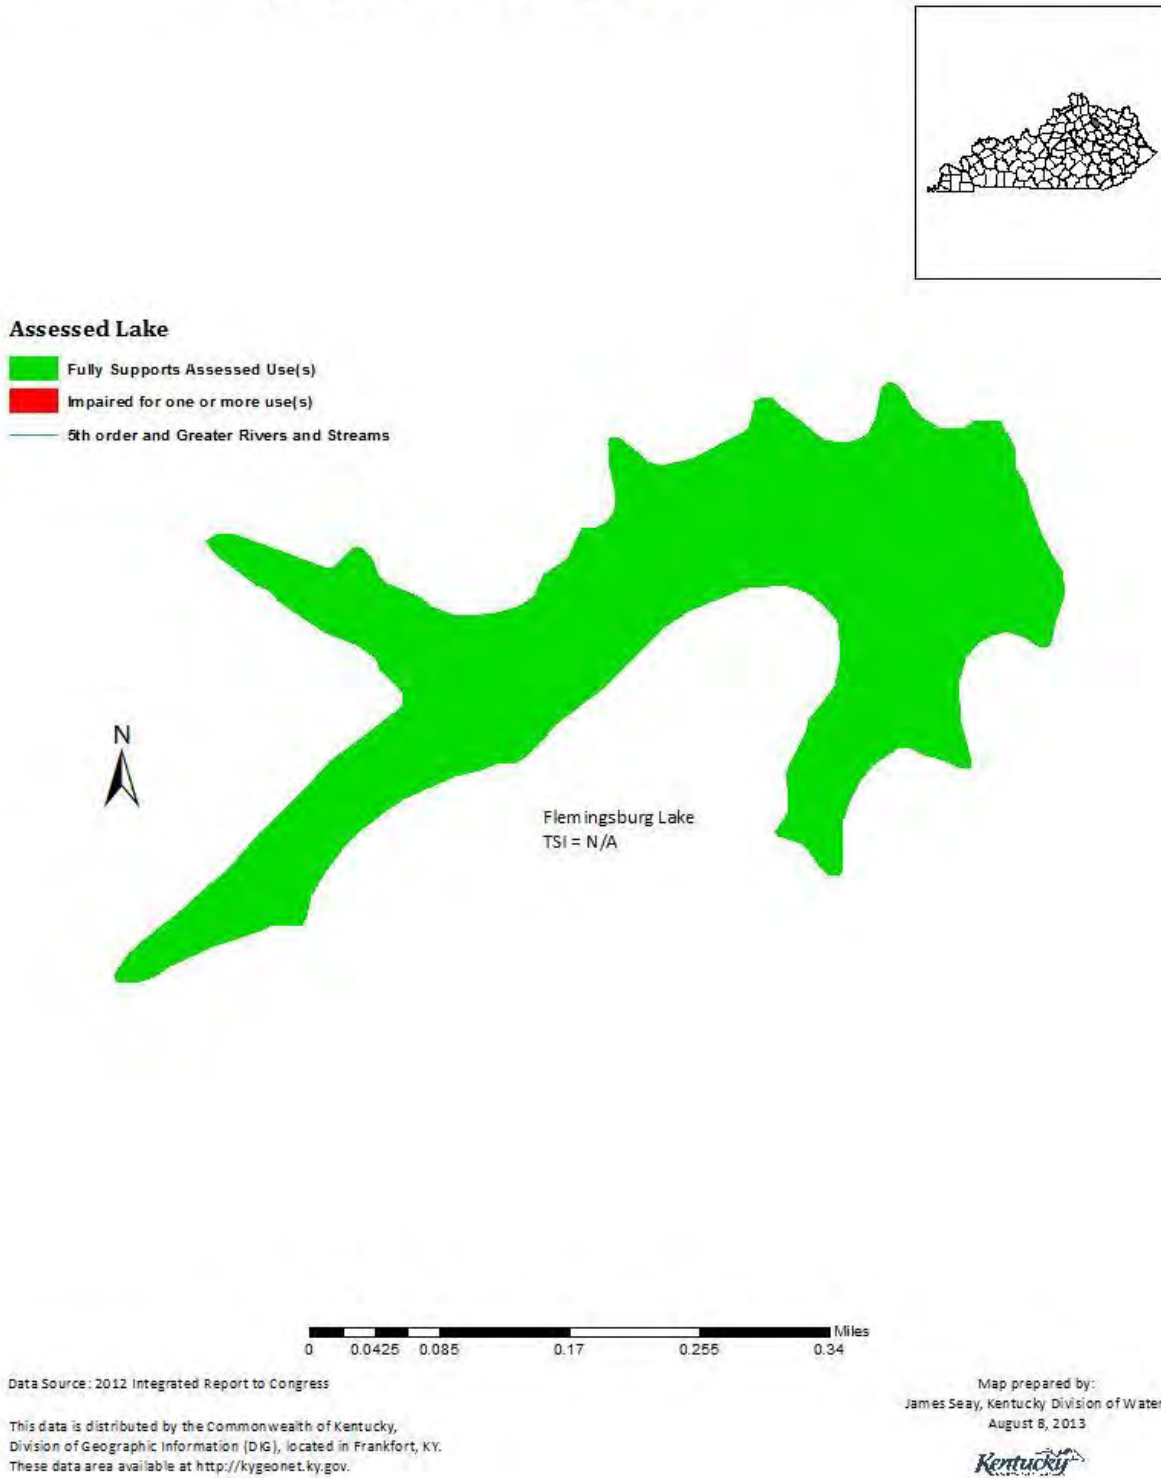 Assessed Lake
Fully Supports Assessed Use(s)
Impaired for one or more use(s)
5th order and Greater Rivers and Streams
N
Flemingsburg Lake
TSI = N/A
Miles
0 0.0425 0.085 0.17 0.255 0.34
Data Source: 2012 Integrated Report to Congress
This data is distributed by the Commonwealth of Kentucky,
Division of Geographic Information (DIG), located in Frankfort, KY.
These data area available at http://kygeonet.ky.gov.
Map prepared by:
James Seay, Kentucky Division of Water
August 8, 2013
Kentucky